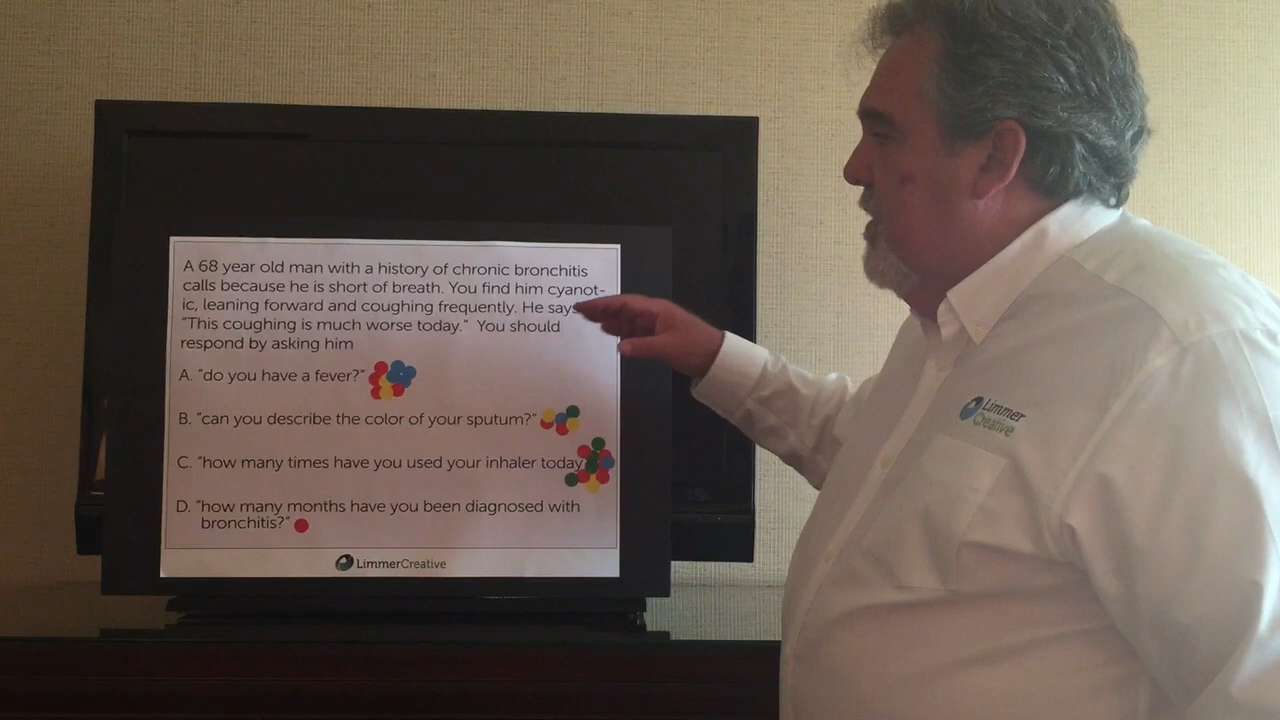 A 68 year old man with a history of chronic bronchitis
calls because he is short of breath. You find him cyanot-
ic, leaning forward and coughing frequently. He says
"This coughing is much worse today." You should
respond by asking him
A. "do you have a fever?"
B. "can you describe the color of your sputum?"
C. "how many times have you used your inhaler today
D. "how many months have you been diagnosed with
bronchitis?"
LimmerCreative
Limmer
Creative